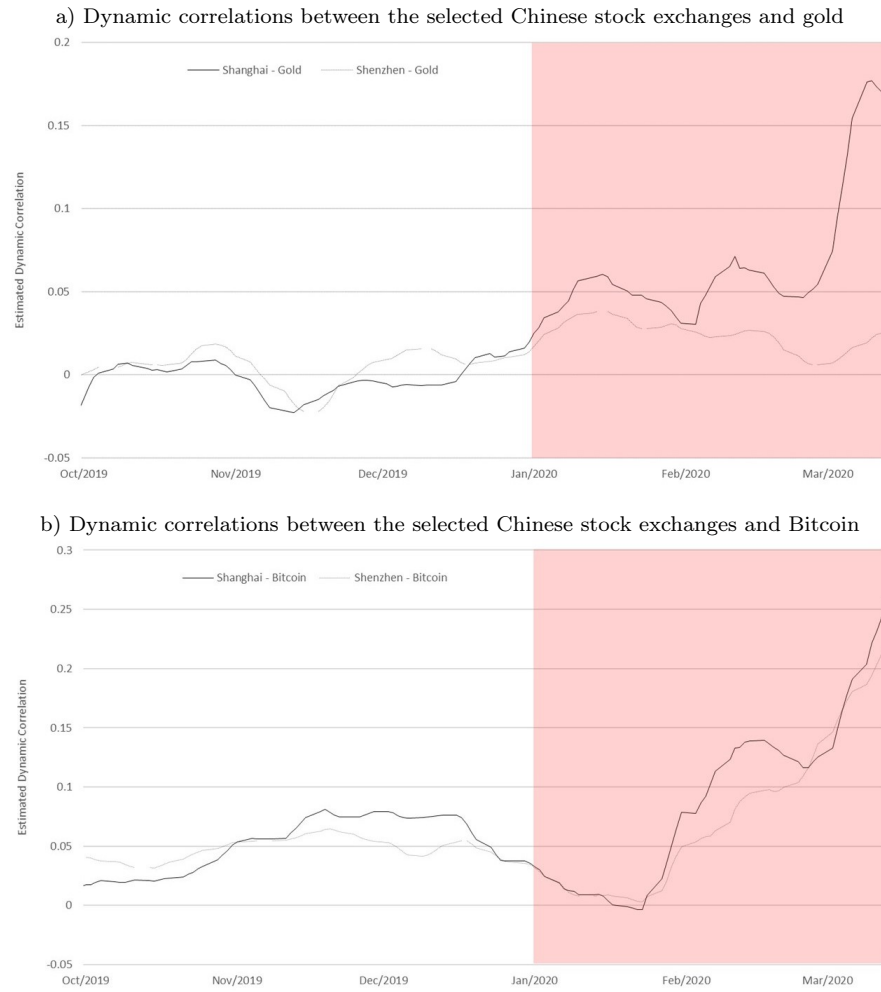 a) Dynamic correlations between the selected Chinese stock exchanges and gold
0.2
Shanghai - Gold
Shenzhen - Gold
0.15
0.1
0.05
0
-0.05
Estimated Dynamic Correlation
Oct/2019
Nov/2019
Dec/2019
Jan/2020
Feb/2020
Mar/2020
b) Dynamic correlations between the selected Chinese stock exchanges and Bitcoin
0.3
Shanghai - Bitcoin
Shenzhen - Bitcoin
0.25
0.2
0.15
0.1
0.05
0
-0.05
Estimated Dynamic Correlation
Oct/2019
Nov/2019
Dec/2019
Jan/2020
Feb/2020
Mar/2020